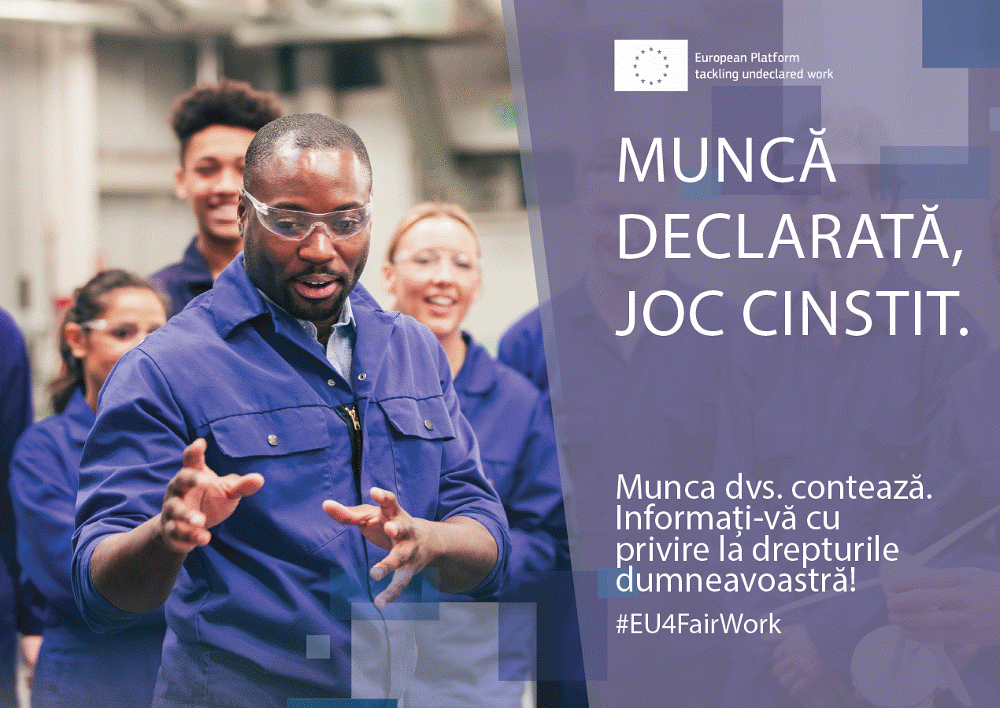 European Platform
tackling undeclared work
MUNCĂ
DECLARATĂ,
JOC CINSTIT.
Munca dvs. contează.
Informați-vă cu
privire la drepturile
dumneavoastră!
#EU4FairWork